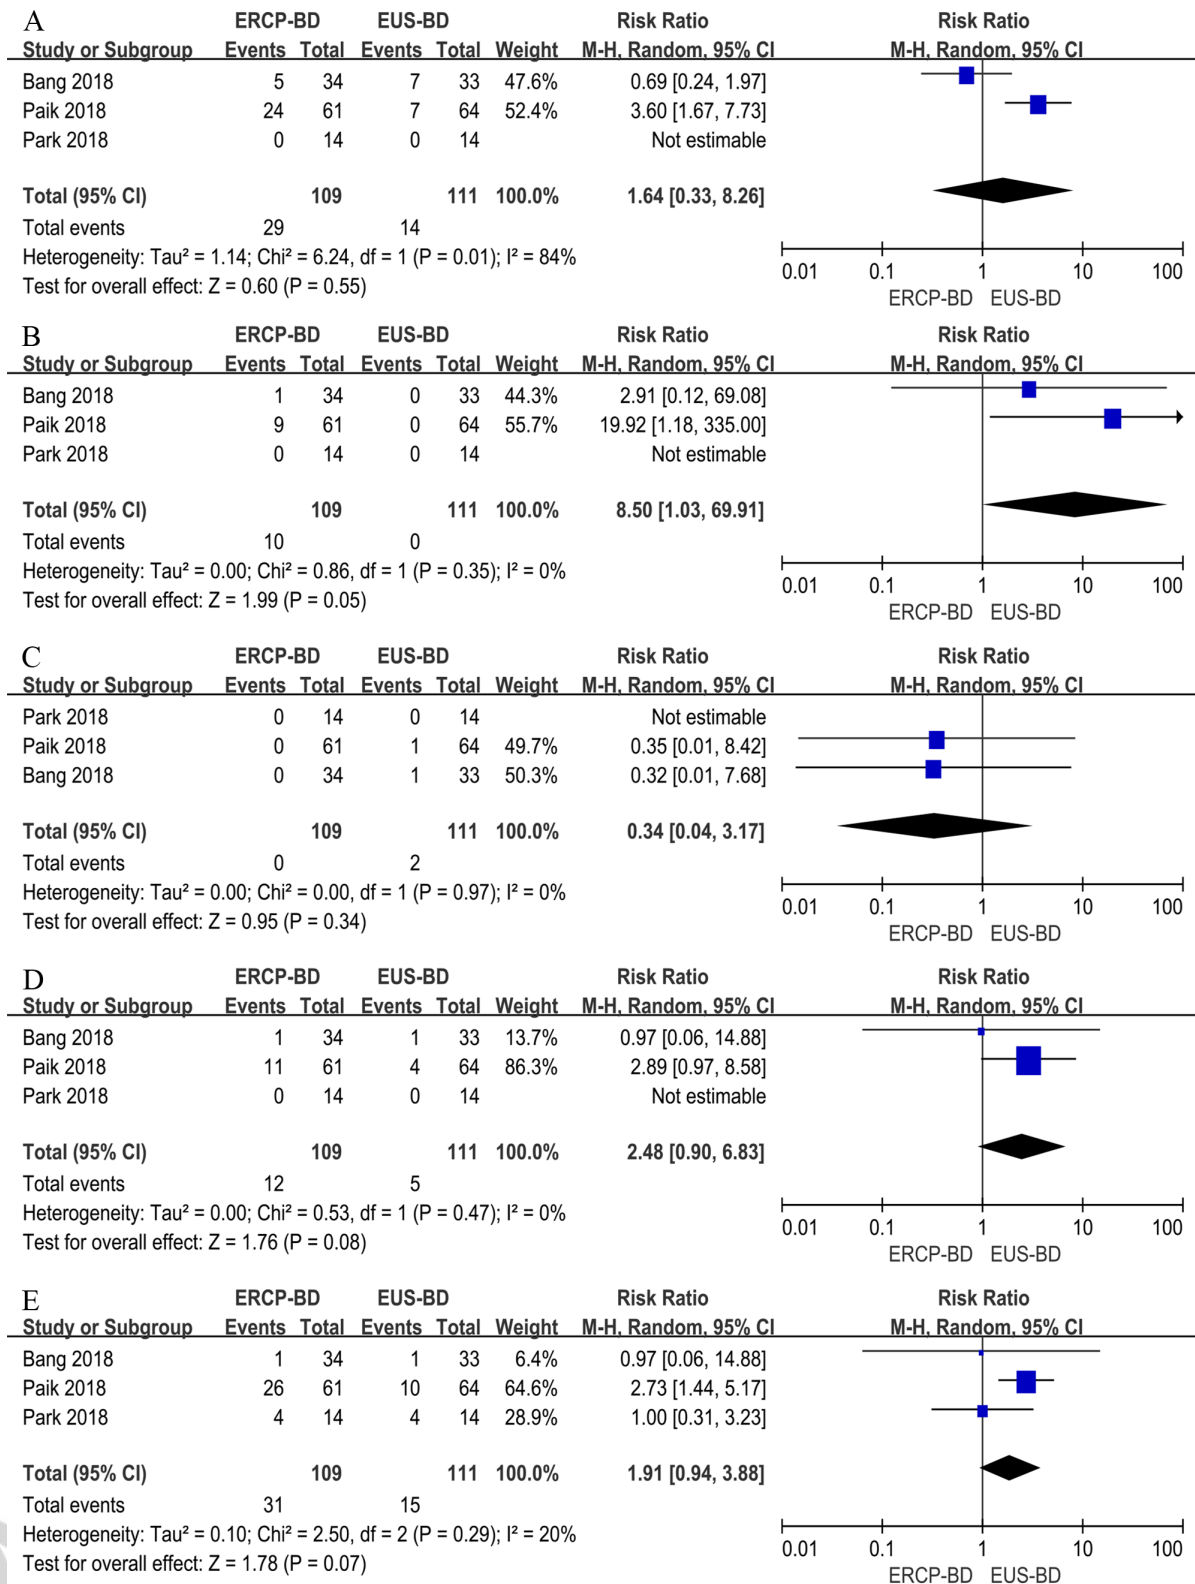 A ERCP-BD EUS-BD Risk Ratio Risk Ratio
Study or Subgroup Events Total Events Total Weight M-H, Random, 95% CI M-H, Random, 95% CI
Bang 2018 5 34 7 33 47.6% 0.69 [0.24, 1.97]
Paik 2018 24 61 7 64 52.4% 3.60 [1.67, 7.73]
Park 2018 0 14 0 14 Not estimable
Total (95% CI) 109 111 100.0% 1.64 [0.33, 8.26]
Total events 29 14
Heterogeneity: Tau² = 1.14; Chi² = 6.24, df = 1 (P = 0.01); I² = 84%
Test for overall effect: Z = 0.60 (P = 0.55)
0.01 0.1 1 10 100
ERCP-BD EUS-BD
B ERCP-BD EUS-BD Risk Ratio Risk Ratio
Study or Subgroup Events Total Events Total Weight M-H, Random, 95% CI M-H, Random, 95% CI
Bang 2018 1 34 0 33 44.3% 2.91 [0.12, 69.08]
Paik 2018 9 61 0 64 55.7% 19.92 [1.18, 335.00]
Park 2018 0 14 0 14 Not estimable
Total (95% CI) 109 111 100.0% 8.50 [1.03, 69.91]
Total events 10 0
Heterogeneity: Tau² = 0.00; Chi² = 0.86, df = 1 (P = 0.35); I² = 0%
Test for overall effect: Z = 1.99 (P = 0.05)
0.01 0.1 1 10 100
ERCP-BD EUS-BD
C ERCP-BD EUS-BD Risk Ratio Risk Ratio
Study or Subgroup Events Total Events Total Weight M-H, Random, 95% CI M-H, Random, 95% CI
Park 2018 0 14 0 14 Not estimable
Paik 2018 0 61 1 64 49.7% 0.35 [0.01, 8.42]
Bang 2018 0 34 1 33 50.3% 0.32 [0.01, 7.68]
Total (95% CI) 109 111 100.0% 0.34 [0.04, 3.17]
Total events 0 2
Heterogeneity: Tau² = 0.00; Chi² = 0.00, df = 1 (P = 0.97); I² = 0%
Test for overall effect: Z = 0.95 (P = 0.34)
0.01 0.1 1 10 100
ERCP-BD EUS-BD
D ERCP-BD EUS-BD Risk Ratio Risk Ratio
Study or Subgroup Events Total Events Total Weight M-H, Random, 95% CI M-H, Random, 95% CI
Bang 2018 1 34 1 33 13.7% 0.97 [0.06, 14.88]
Paik 2018 11 61 4 64 86.3% 2.89 [0.97, 8.58]
Park 2018 0 14 0 14 Not estimable
Total (95% CI) 109 111 100.0% 2.48 [0.90, 6.83]
Total events 12 5
Heterogeneity: Tau² = 0.00; Chi² = 0.53, df = 1 (P = 0.47); I² = 0%
Test for overall effect: Z = 1.76 (P = 0.08)
0.01 0.1 1 10 100
ERCP-BD EUS-BD
E ERCP-BD EUS-BD Risk Ratio Risk Ratio
Study or Subgroup Events Total Events Total Weight M-H, Random, 95% CI M-H, Random, 95% CI
Bang 2018 1 34 1 33 6.4% 0.97 [0.06, 14.88]
Paik 2018 26 61 10 64 64.6% 2.73 [1.44, 5.17]
Park 2018 4 14 4 14 28.9% 1.00 [0.31, 3.23]
Total (95% CI) 109 111 100.0% 1.91 [0.94, 3.88]
Total events 31 15
Heterogeneity: Tau² = 0.10; Chi² = 2.50, df = 2 (P = 0.29); I² = 20%
Test for overall effect: Z = 1.78 (P = 0.07)
0.01 0.1 1 10 100
ERCP-BD EUS-BD